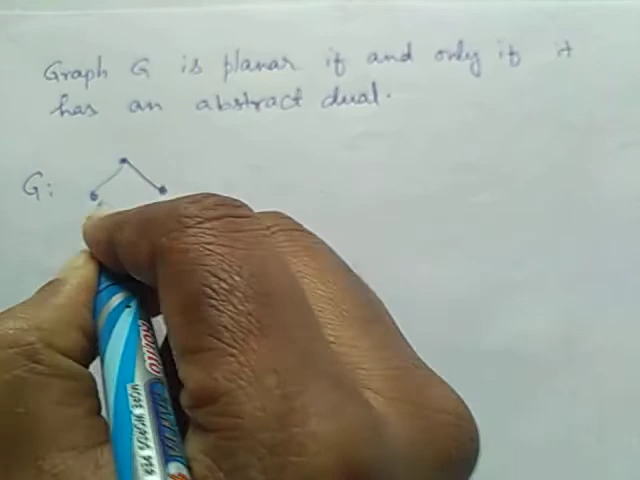 Graph G is planar if and only if it
has an abstract dual.
G: